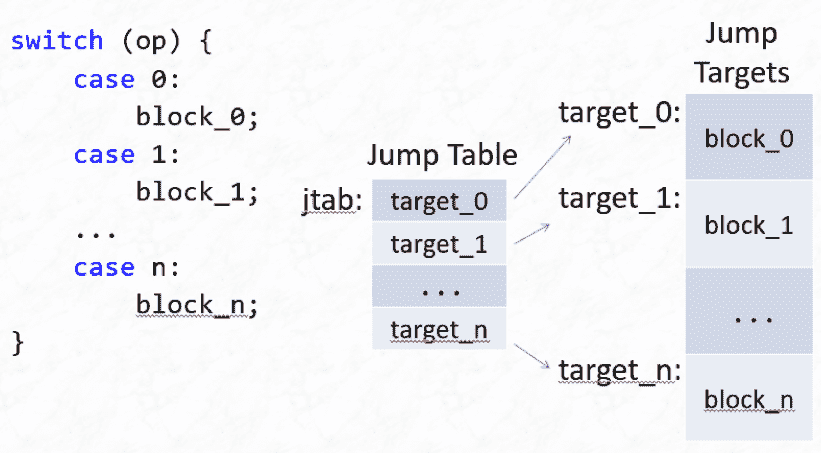 switch (op) {
case 0:
block_0;
case 1:
block_1;
...
case n:
block_n;
}
Jump Table
jtab:
target_0
target_1
...
target_n
Jump
Targets
target_0:
block_0
target_1:
block_1
...
target_n:
block_n